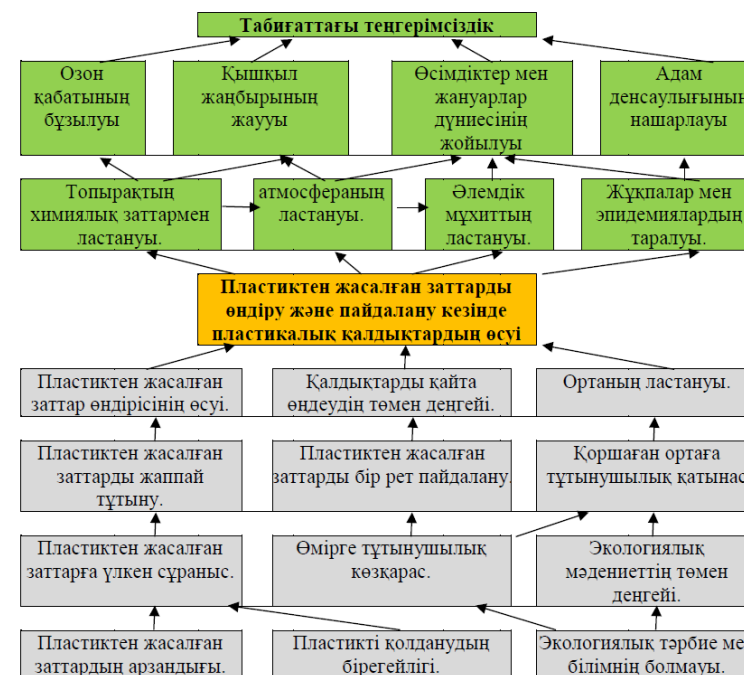 Табиғаттағы теңгерімсіздік
Озон
қабатының
бұзылуы
Қышқыл
жаңбырының
жаууы
Өсімдіктер мен
жануарлар
дүниесінің
жойылуы
Адам
денсаулығының
нашарлауы
Топырақтың
химиялық заттармен
ластануы.
атмосфераның
ластануы.
Әлемдік
мұхиттың
ластануы.
Жұқпалар мен
эпидемиялардың
таралуы.
Пластиктен жасалған заттарды
өндіру және пайдалану кезінде
пластикалық қалдықтардың өсуі
Пластиктен жасалған
заттар өндірісінің өсуі.
Қалдықтарды қайта
өңдеудің төмен деңгейі.
Ортаның ластануы.
Пластиктен жасалған
заттарды жаппай
тұтыну.
Пластиктен жасалған
заттарды бір рет пайдалану.
Қоршаған ортаға
тұтынушылық қатынас
Пластиктен жасалған
заттарға үлкен сұраныс.
Өмірге тұтынушылық
көзқарас.
Экологиялық
мәдениеттің төмен
деңгейі.
Пластиктен жасалған
заттардың арзандығы.
Пластикті қолданудың
бірегейлігі.
Экологиялық тәрбие ме
білімнің болмауы.